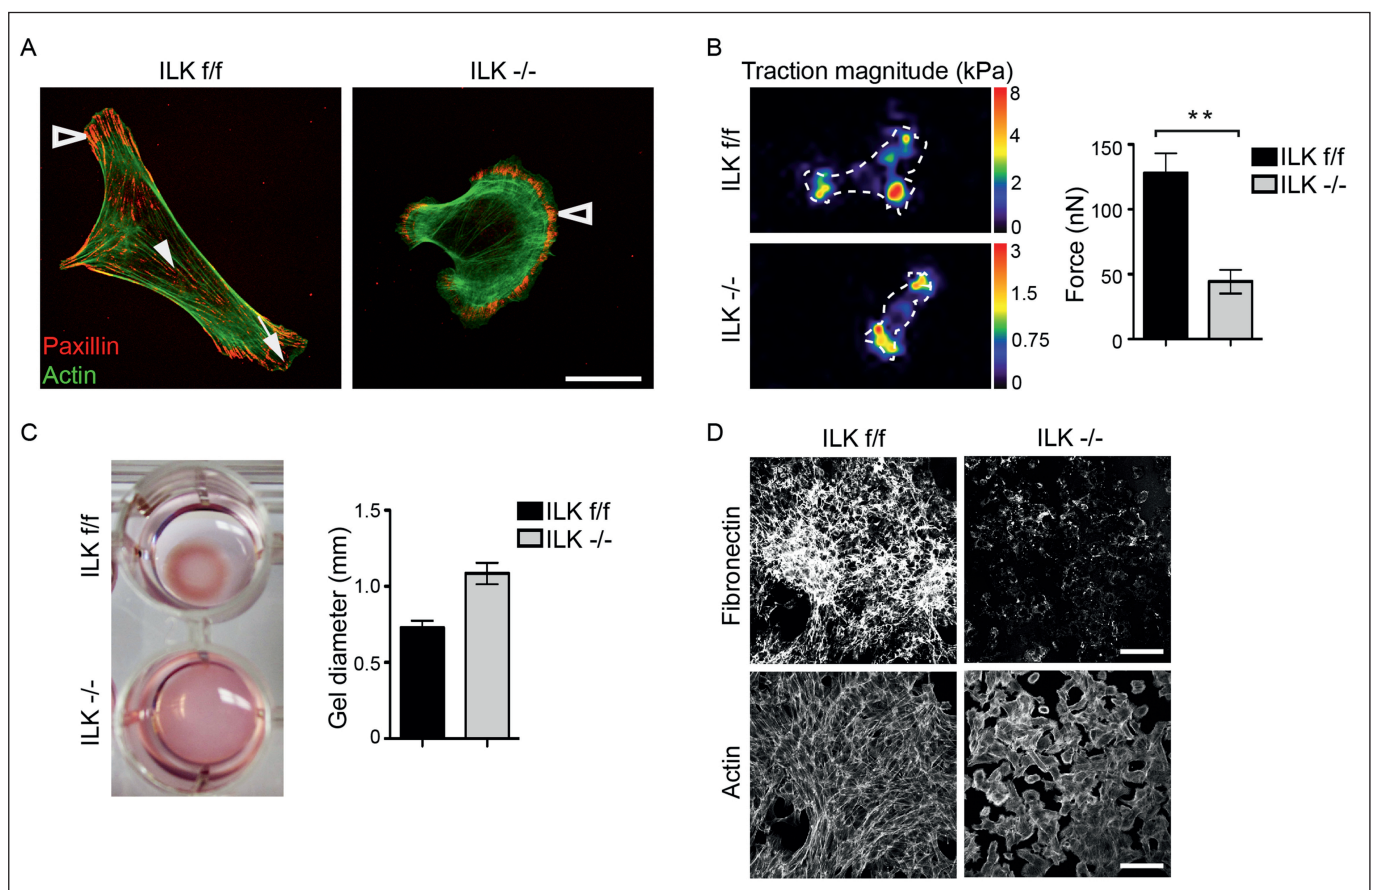 A
ILK f/f
ILK -/-
Paxillin
Actin
B
Traction magnitude (kPa)
ILK f/f
8
4
2
0
ILK -/-
3
1.5
0.75
0
**
Force (nN)
150
100
50
0
ILK f/f
ILK -/-
C
ILK f/f
ILK -/-
Gel diameter (mm)
1.5
1.0
0.5
0
ILK f/f
ILK -/-
D
ILK f/f
ILK -/-
Fibronectin
Actin